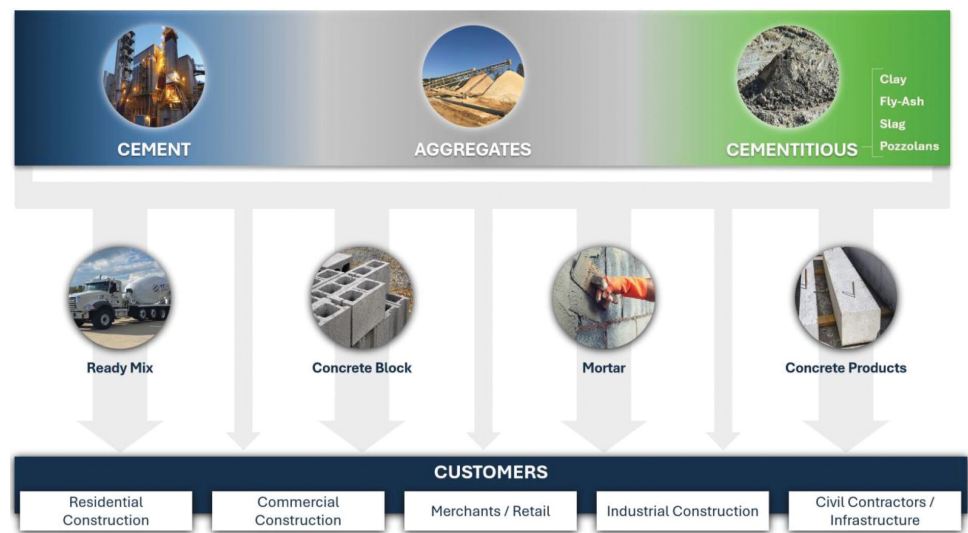 Clay
Fly-Ash
Slag
CEMENT
AGGREGATES
CEMENTITIOUS
Pozzolans
Ready Mix
Concrete Block
Mortar
Concrete Products
CUSTOMERS
Residential
Construction
Commercial
Construction
Merchants / Retail
Industrial Construction
Civil Contractors /
Infrastructure